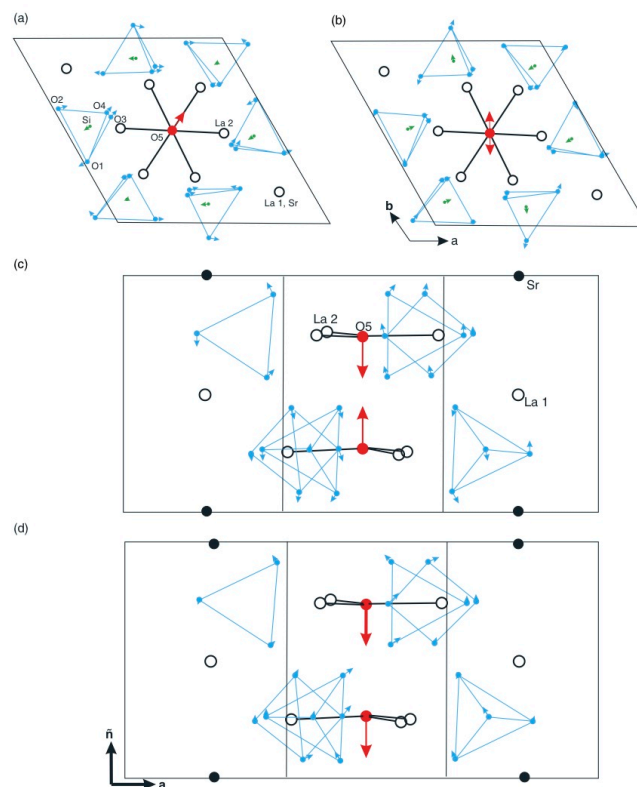 (a)
(b)
O2
O4
Si
O3
O5
La 2
O1
La 1, Sr
b
a
(c)
Sr
La 2
O5
La 1
(d)
ñ
a